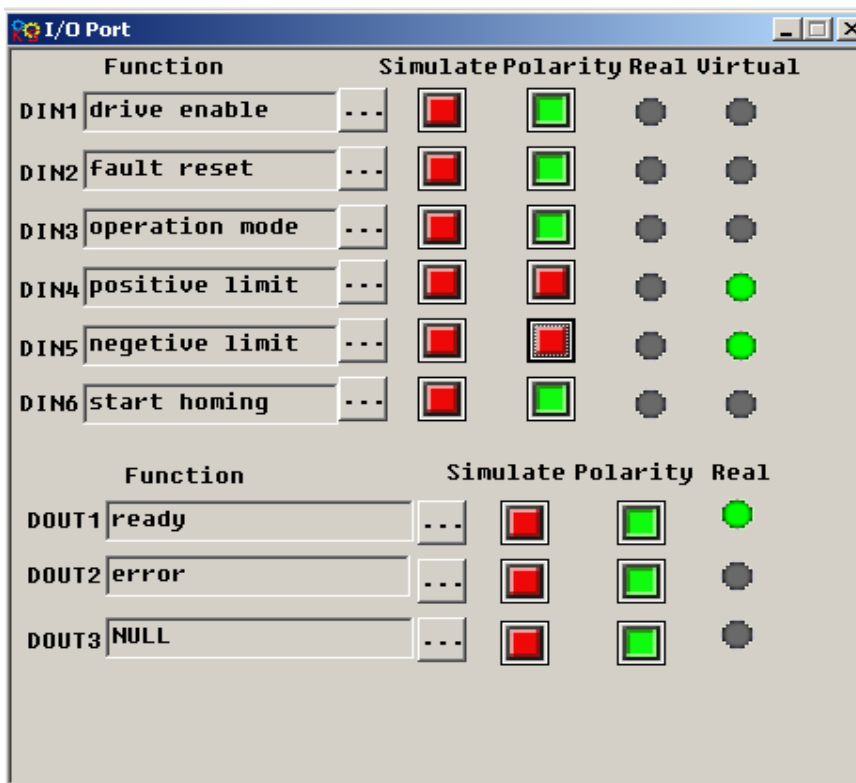 I/O Port
Function Simulate Polarity Real Virtual
DIN1 drive enable ...
DIN2 fault reset ...
DIN3 operation mode ...
DIN4 positive limit ...
DIN5 negetive limit ...
DIN6 start homing ...
Function Simulate Polarity Real
DOUT1 ready ...
DOUT2 error ...
DOUT3 NULL ...